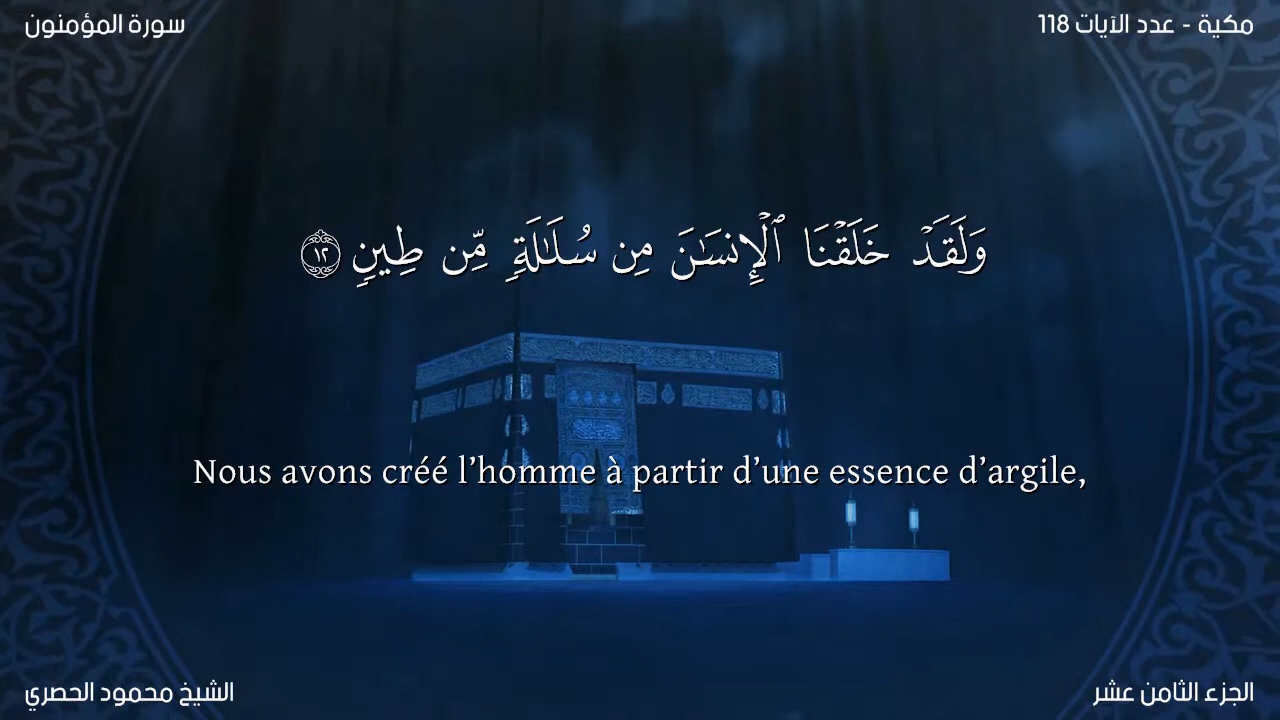 سورة المؤمنون
مكية - عدد الآيات 118
وَلَقَدْ خَلَقْنَا ٱلْإِنسَـٰنَ مِن سُلَـٰلَةٍ مِّن طِينٍ ١٢
Nous avons créé l’homme à partir d’une essence d’argile,
الشيخ محمود الحصري
الجزء الثامن عشر